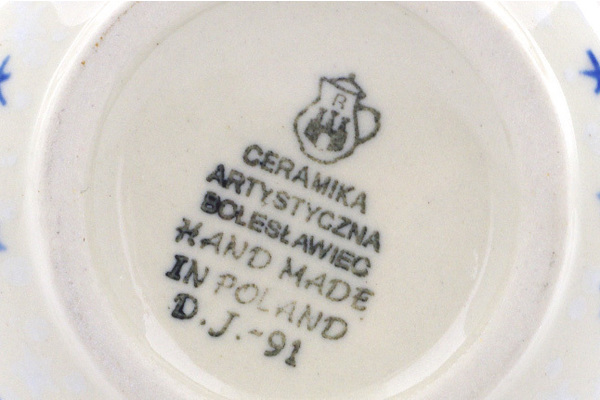 R
CERAMIKA
ARTYSTYCZNA
BOLESŁAWIEC
HAND MADE
IN POLAND
D.J.-91